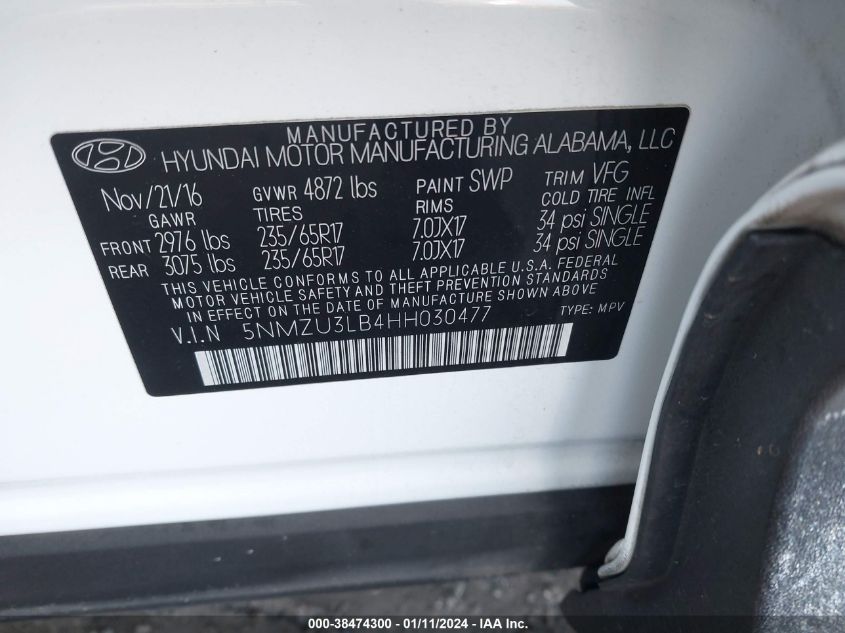 MANUFACTURED BY
HYUNDAI MOTOR MANUFACTURING ALABAMA, LLC
Nov/21/16 GVWR 4872 lbs PAINT SWP TRIM VFG
GAWR TIRES RIMS COLD TIRE INFL
FRONT 2976 lbs 235/65R17 7.0JX17 34 psi SINGLE
REAR 3075 lbs 235/65R17 7.0JX17 34 psi SINGLE
THIS VEHICLE CONFORMS TO ALL APPLICABLE U.S.A. FEDERAL
MOTOR VEHICLE SAFETY AND THEFT PREVENTION STANDARDS
IN EFFECT ON THE DATE OF MANUFACTURE SHOWN ABOVE
V.I.N 5NMZU3LB4HH030477 TYPE: MPV
000-38474300 - 01/11/2024 - IAA Inc.